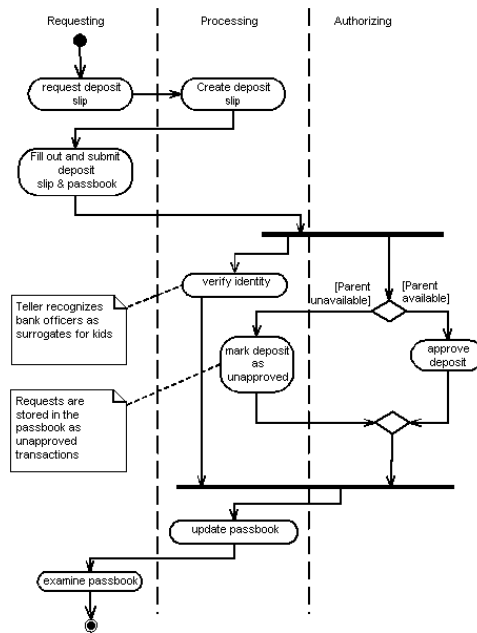 Requesting
Processing
Authorizing
request deposit
slip
Create deposit
slip
Fill out and submit
deposit
slip & passbook
verify identity
[Parent
unavailable]
[Parent
available]
Teller recognizes
bank officers as
surrogates for kids
mark deposit
as
unapproved
approve
deposit
Requests are
stored in the
passbook as
unapproved
transactions
update passbook
examine passbook